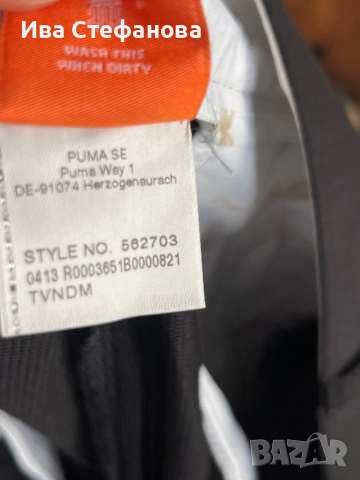 Ива Стефанова
WASH THIS
WHEN DIRTY
PUMA SE
Puma Way 1
DE-91074 Herzogenaurach
STYLE NO. 562703
0413 R0003651B0000821
TVNDM
BAZAR